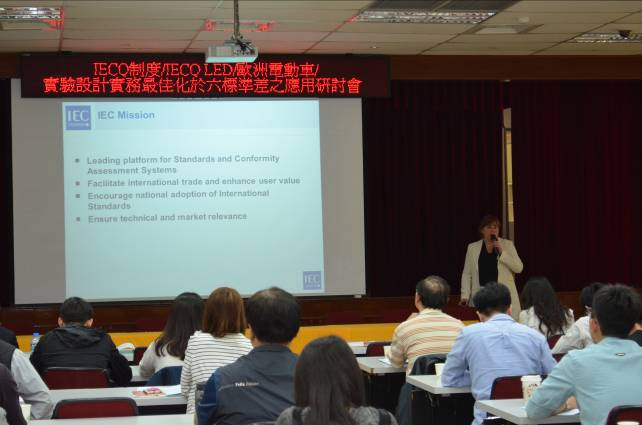 IECQ制度/IECQ LED/歐洲電動車/
實驗設計實務最佳化於六標準差之應用研討會
IEC
IEC Mission
Leading platform for Standards and Conformity
Assessment Systems
Facilitate international trade and enhance user value
Encourage national adoption of International
Standards
Ensure technical and market relevance
IEC